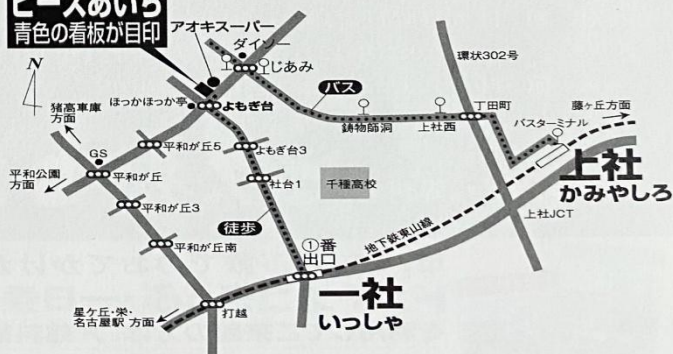 ピースあいち
青色の看板が目印
アオキスーパー
ダイソー
じあみ
環状302号
N
猪高車庫
方面
ほっかほっか亭
よもぎ台
バス
鋳物師洞
上社西
丁田町
バスターミナル
藤ヶ丘方面
GS
平和が丘5
よもぎ台3
平和公園
方面
平和が丘
社台1
千種高校
上社
かみやしろ
平和が丘3
徒歩
①番
出口
地下鉄東山線
上社JCT
平和が丘南
一社
いっしゃ
星ケ丘・栄・
名古屋駅 方面
打越